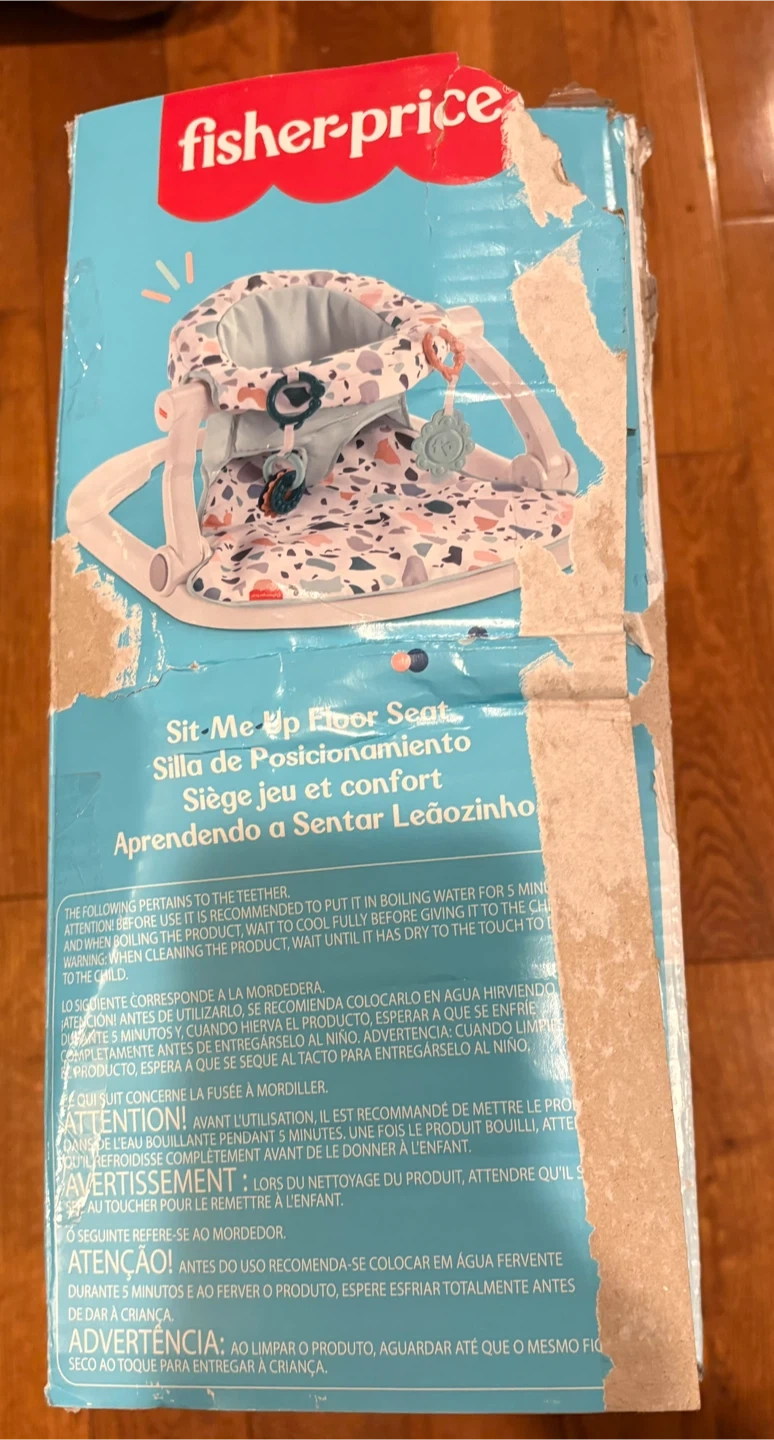 fisher-price
Sit-Me-Up Floor Seat
Silla de Posicionamiento
Siège jeu et confort
Aprendendo a Sentar Leãozinho
THE FOLLOWING PERTAINS TO THE TEETHER.
ATTENTION! BEFORE USE IT IS RECOMMENDED TO PUT IT IN BOILING WATER FOR 5
AND WHEN BOILING THE PRODUCT, WAIT TO COOL FULLY BEFORE GIVING IT TO THE
WARNING: WHEN CLEANING THE PRODUCT, WAIT UNTIL IT HAS DRY TO THE TOUCH TO
TO THE CHILD.
LO SIGUIENTE CORRESPONDE A LA MORDEDERA.
¡ATENCIÓN! ANTES DE UTILIZARLO, SE RECOMIENDA COLOCARLO EN AGUA HIRVIENDO
DURANTE 5 MINUTOS Y, CUANDO HIERVA EL PRODUCTO, ESPERAR A QUE SE ENFRÍE
COMPLETAMENTE ANTES DE ENTREGÁRSELO AL NIÑO. ADVERTENCIA: CUANDO LIMPIES
EL PRODUCTO, ESPERA A QUE SE SEQUE AL TACTO PARA ENTREGÁRSELO AL NIÑO.
CE QUI SUIT CONCERNE LA FUSÉE À MORDILLER.
ATTENTION! AVANT L'UTILISATION, IL EST RECOMMANDÉ DE METTRE LE
DANS DE L'EAU BOUILLANTE PENDANT 5 MINUTES. UNE FOIS LE PRODUIT BOUILLI,
QU'IL REFROIDISSE COMPLÈTEMENT AVANT DE LE DONNER À L'ENFANT.
AVERTISSEMENT : LORS DU NETTOYAGE DU PRODUIT, ATTENDRE QU'IL
SEC AU TOUCHER POUR LE REMETTRE À L'ENFANT.
O SEGUINTE REFERE-SE AO MORDEDOR.
ATENÇÃO! ANTES DO USO RECOMENDA-SE COLOCAR EM ÁGUA FERVENTE
DURANTE 5 MINUTOS E AO FERVER O PRODUTO, ESPERE ESFRIAR TOTALMENTE ANTES
DE DAR À CRIANÇA.
ADVERTÊNCIA: AO LIMPAR O PRODUTO, AGUARDAR ATÉ QUE O MESMO
SECO AO TOQUE PARA ENTREGAR À CRIANÇA.